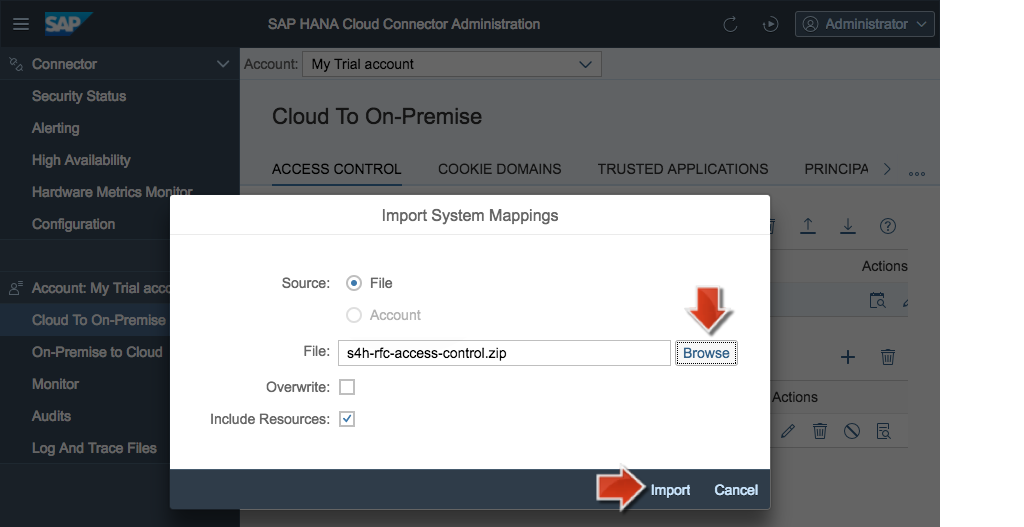 SAP
SAP HANA Cloud Connector Administration
Administrator
Connector
Security Status
Alerting
High Availability
Hardware Metrics Monitor
Configuration
Account: My Trial acco
Cloud To On-Premise
On-Premise to Cloud
Monitor
Audits
Log And Trace Files
Account: My Trial account
Cloud To On-Premise
ACCESS CONTROL COOKIE DOMAINS TRUSTED APPLICATIONS PRINCIPA
Actions
Actions
Import System Mappings
Source: File
Account
File: s4h-rfc-access-control.zip Browse
Overwrite:
Include Resources:
Import Cancel